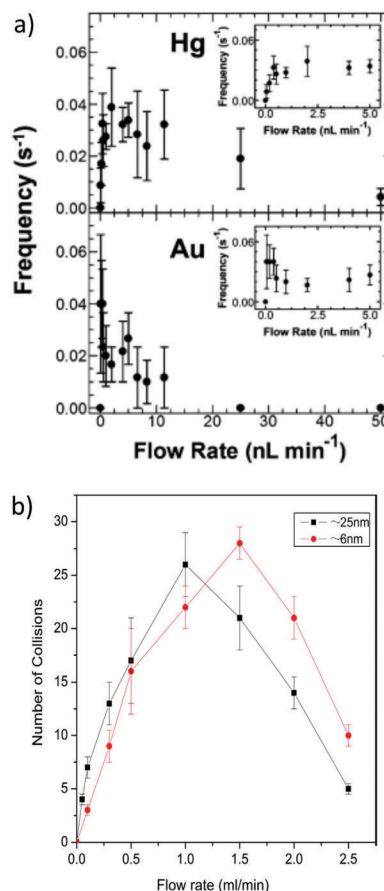 a)
Hg
Frequency (s⁻¹)
0.06
0.04
0.02
0.00
Frequency (s⁻¹)
0.06
0.00
0.0 2.5 5.0
Flow Rate (nL min⁻¹)
Au
0.06
0.04
0.02
0.00
Frequency (s⁻¹)
0.06
0.00
0.0 2.5 5.0
Flow Rate (nL min⁻¹)
0 10 20 30 40 50
Flow Rate (nL min⁻¹)
b)
~25nm
~6nm
Number of Collisions
30
25
20
15
10
5
0
0.0 0.5 1.0 1.5 2.0 2.5
Flow rate (ml/min)